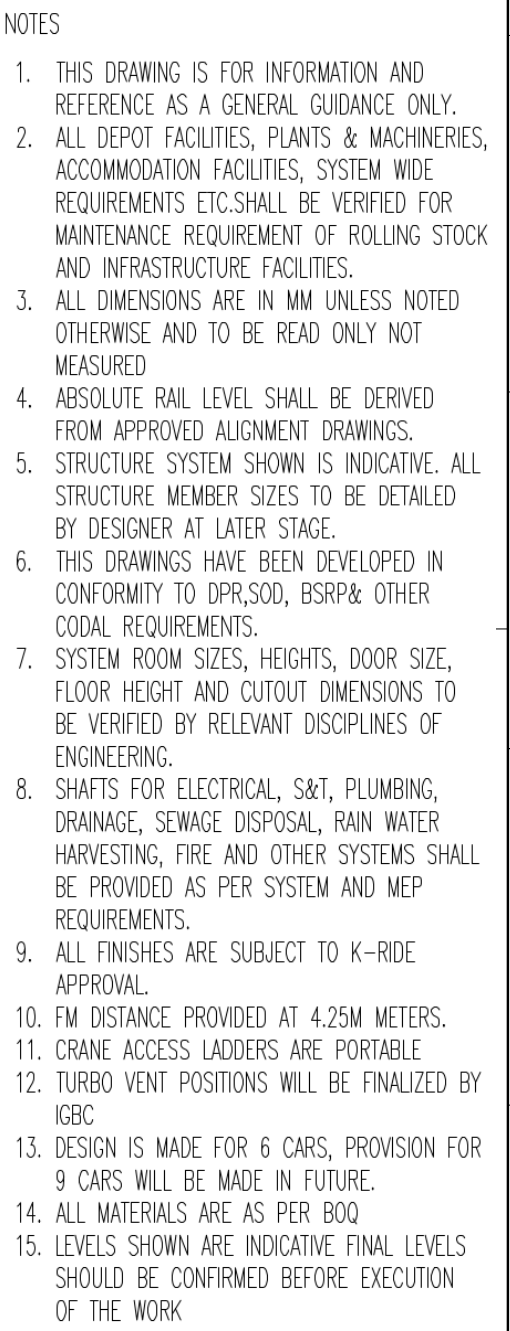 NOTES
1. THIS DRAWING IS FOR INFORMATION AND
REFERENCE AS A GENERAL GUIDANCE ONLY.
2. ALL DEPOT FACILITIES, PLANTS & MACHINERIES,
ACCOMMODATION FACILITIES, SYSTEM WIDE
REQUIREMENTS ETC.SHALL BE VERIFIED FOR
MAINTENANCE REQUIREMENT OF ROLLING STOCK
AND INFRASTRUCTURE FACILITIES.
3. ALL DIMENSIONS ARE IN MM UNLESS NOTED
OTHERWISE AND TO BE READ ONLY NOT
MEASURED
4. ABSOLUTE RAIL LEVEL SHALL BE DERIVED
FROM APPROVED ALIGNMENT DRAWINGS.
5. STRUCTURE SYSTEM SHOWN IS INDICATIVE. ALL
STRUCTURE MEMBER SIZES TO BE DETAILED
BY DESIGNER AT LATER STAGE.
6. THIS DRAWINGS HAVE BEEN DEVELOPED IN
CONFORMITY TO DPR,SOD, BSRP& OTHER
CODAL REQUIREMENTS.
7. SYSTEM ROOM SIZES, HEIGHTS, DOOR SIZE,
FLOOR HEIGHT AND CUTOUT DIMENSIONS TO
BE VERIFIED BY RELEVANT DISCIPLINES OF
ENGINEERING.
8. SHAFTS FOR ELECTRICAL, S&T, PLUMBING,
DRAINAGE, SEWAGE DISPOSAL, RAIN WATER
HARVESTING, FIRE AND OTHER SYSTEMS SHALL
BE PROVIDED AS PER SYSTEM AND MEP
REQUIREMENTS.
9. ALL FINISHES ARE SUBJECT TO K-RIDE
APPROVAL.
10. FM DISTANCE PROVIDED AT 4.25M METERS.
11. CRANE ACCESS LADDERS ARE PORTABLE
12. TURBO VENT POSITIONS WILL BE FINALIZED BY
IGBC
13. DESIGN IS MADE FOR 6 CARS, PROVISION FOR
9 CARS WILL BE MADE IN FUTURE.
14. ALL MATERIALS ARE AS PER BOQ
15. LEVELS SHOWN ARE INDICATIVE FINAL LEVELS
SHOULD BE CONFIRMED BEFORE EXECUTION
OF THE WORK